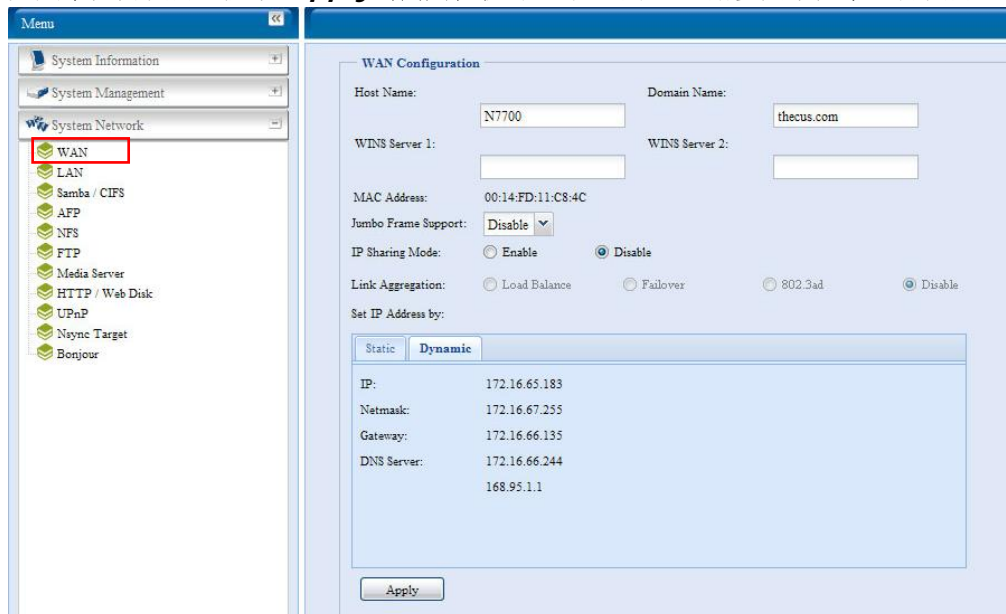 Menu
System Information
System Management
System Network
WAN
LAN
Samba / CIFS
AFP
NFS
FTP
Media Server
HTTP / Web Disk
UPnP
Nsync Target
Bonjour
WAN Configuration
Host Name: Domain Name:
N7700 thecus.com
WINS Server 1: WINS Server 2:
MAC Address: 00:14:FD:11:C8:4C
Jumbo Frame Support: Disable
IP Sharing Mode: Enable Disable
Link Aggregation: Load Balance Failover 802.3ad Disable
Set IP Address by:
Static Dynamic
IP: 172.16.65.183
Netmask: 172.16.67.255
Gateway: 172.16.66.135
DNS Server: 172.16.66.244
168.95.1.1
Apply